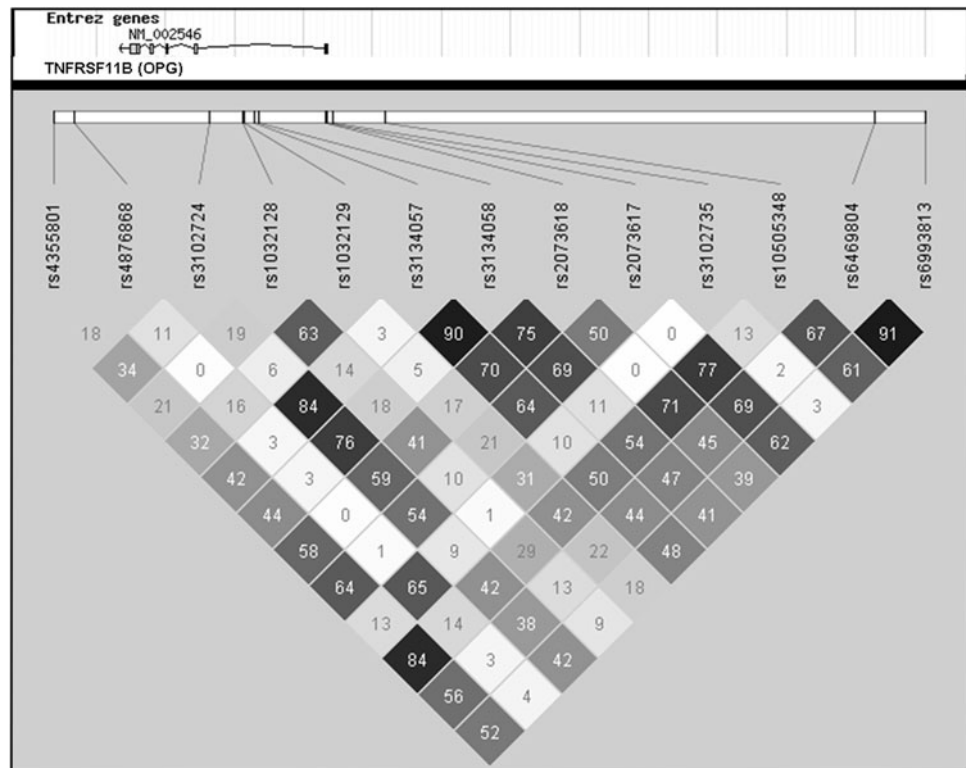 Entrez genes
NM_002546
TNFRSF11B (OPG)
rs4355801
rs4876868
rs3102724
rs1032128
rs1032129
rs3134057
rs3134058
rs2073618
rs2073617
rs3102735
rs10505348
rs6469804
rs6993813
18 11 19 63 3 90 75 50 0 13 67 91
34 0 6 14 5 70 69 0 77 2 61
21 16 84 18 17 64 11 71 69 3
32 3 76 41 21 10 54 45 62
42 3 59 10 31 50 47 39
44 0 54 1 42 44 41
58 1 9 29 22 48
64 65 42 13 18
13 14 38 9
84 3 42
56 4
52